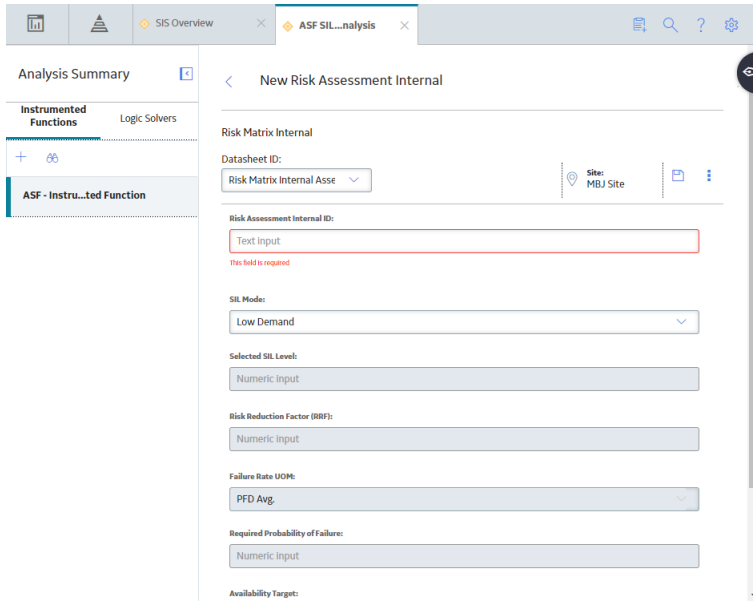 SIS Overview
ASF SIL...nalysis
?
Analysis Summary
New Risk Assessment Internal
Instrumented
Functions
Logic Solvers
Risk Matrix Internal
Datasheet ID:
Risk Matrix Internal Asse
Site:
MBJ Site
ASF - Instru...ted Function
Risk Assessment Internal ID:
Text input
This field is required
SIL Mode:
Low Demand
Selected SIL Level:
Numeric input
Risk Reduction Factor (RRF):
Numeric input
Failure Rate UOM:
PFD Avg.
Required Probability of Failure:
Numeric input
Availability Target: